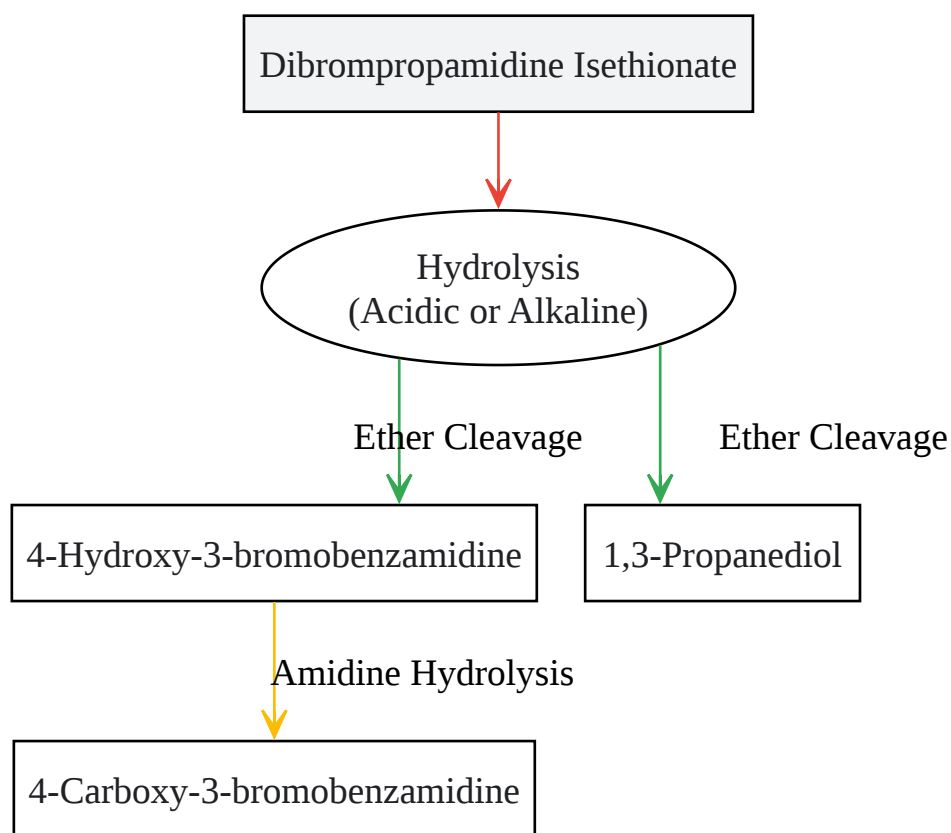 Dibrompropamidine Isethionate
Hydrolysis
(Acidic or Alkaline)
Ether Cleavage
Ether Cleavage
4-Hydroxy-3-bromobenzamidine
1,3-Propanediol
Amidine Hydrolysis
4-Carboxy-3-bromobenzamidine